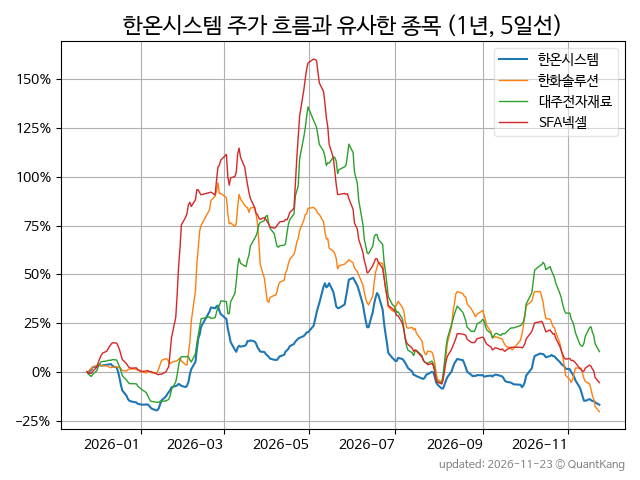 한온시스템 주가 흐름과 유사한 종목 (1년, 5일선)
한온시스템
한화솔루션
대주전자재료
SFA넥셀
150%
125%
100%
75%
50%
25%
0%
−25%
2026-01 2026-03 2026-05 2026-07 2026-09 2026-11
updated: 2026-11-23 ⓒ QuantKang